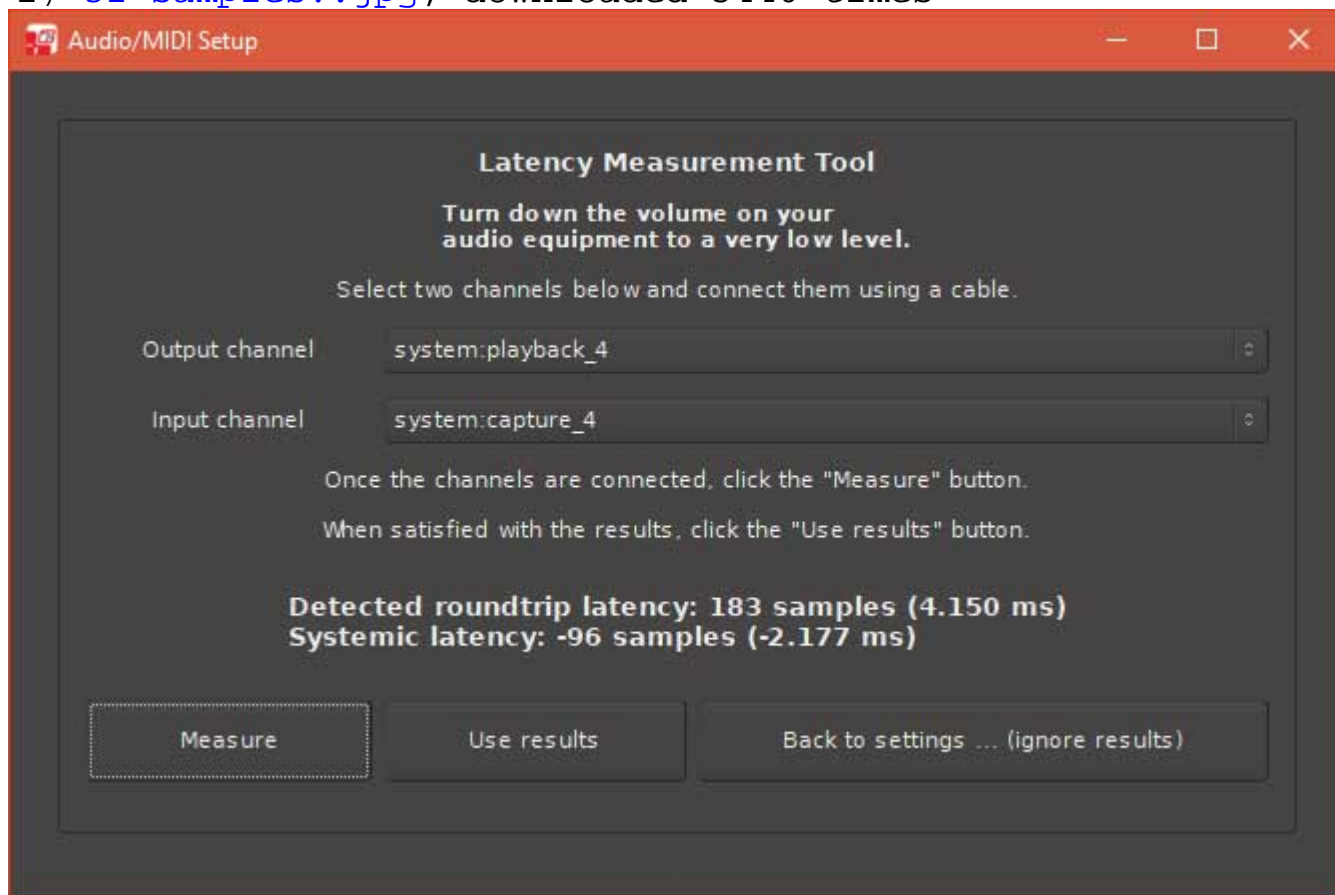 Audio/MIDI Setup
Latency Measurement Tool
Turn down the volume on your
audio equipment to a very low level.
Select two channels below and connect them using a cable.
Output channel system:playback_4
Input channel system:capture_4
Once the channels are connected, click the "Measure" button.
When satisfied with the results, click the "Use results" button.
Detected roundtrip latency: 183 samples (4.150 ms)
Systemic latency: -96 samples (-2.177 ms)
Measure Use results Back to settings ... (ignore results)